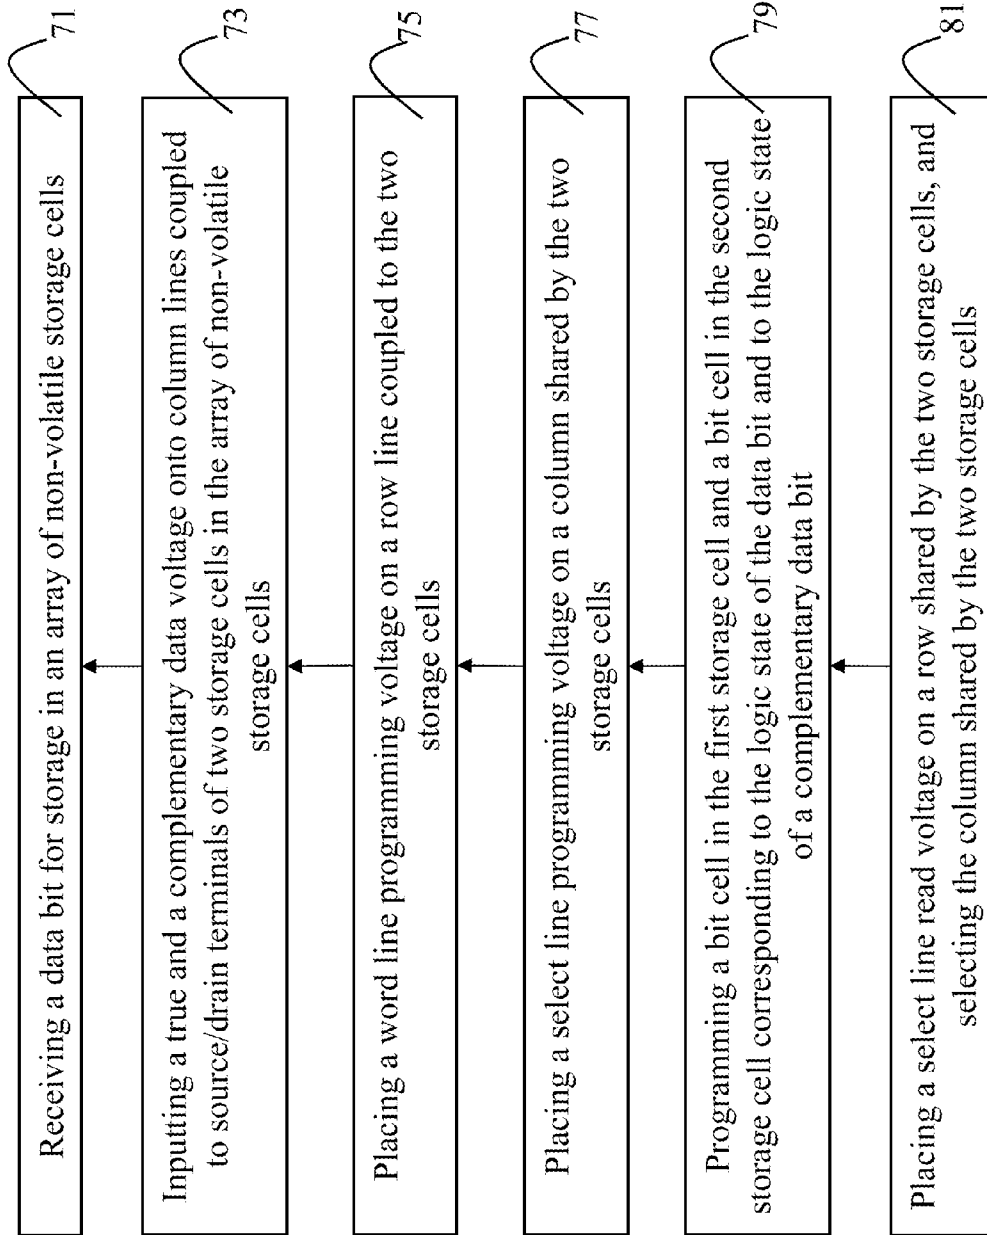 Receiving a data bit for storage in an array of non-volatile storage cells
71
Inputting a true and a complementary data voltage onto column lines coupled
to source/drain terminals of two storage cells in the array of non-volatile
storage cells
73
Placing a word line programming voltage on a row line coupled to the two
storage cells
75
Placing a select line programming voltage on a column shared by the two
storage cells
77
Programming a bit cell in the first storage cell and a bit cell in the second
storage cell corresponding to the logic state of the data bit and to the logic state
of a complementary data bit
79
Placing a select line read voltage on a row shared by the two storage cells, and
selecting the column shared by the two storage cells
81